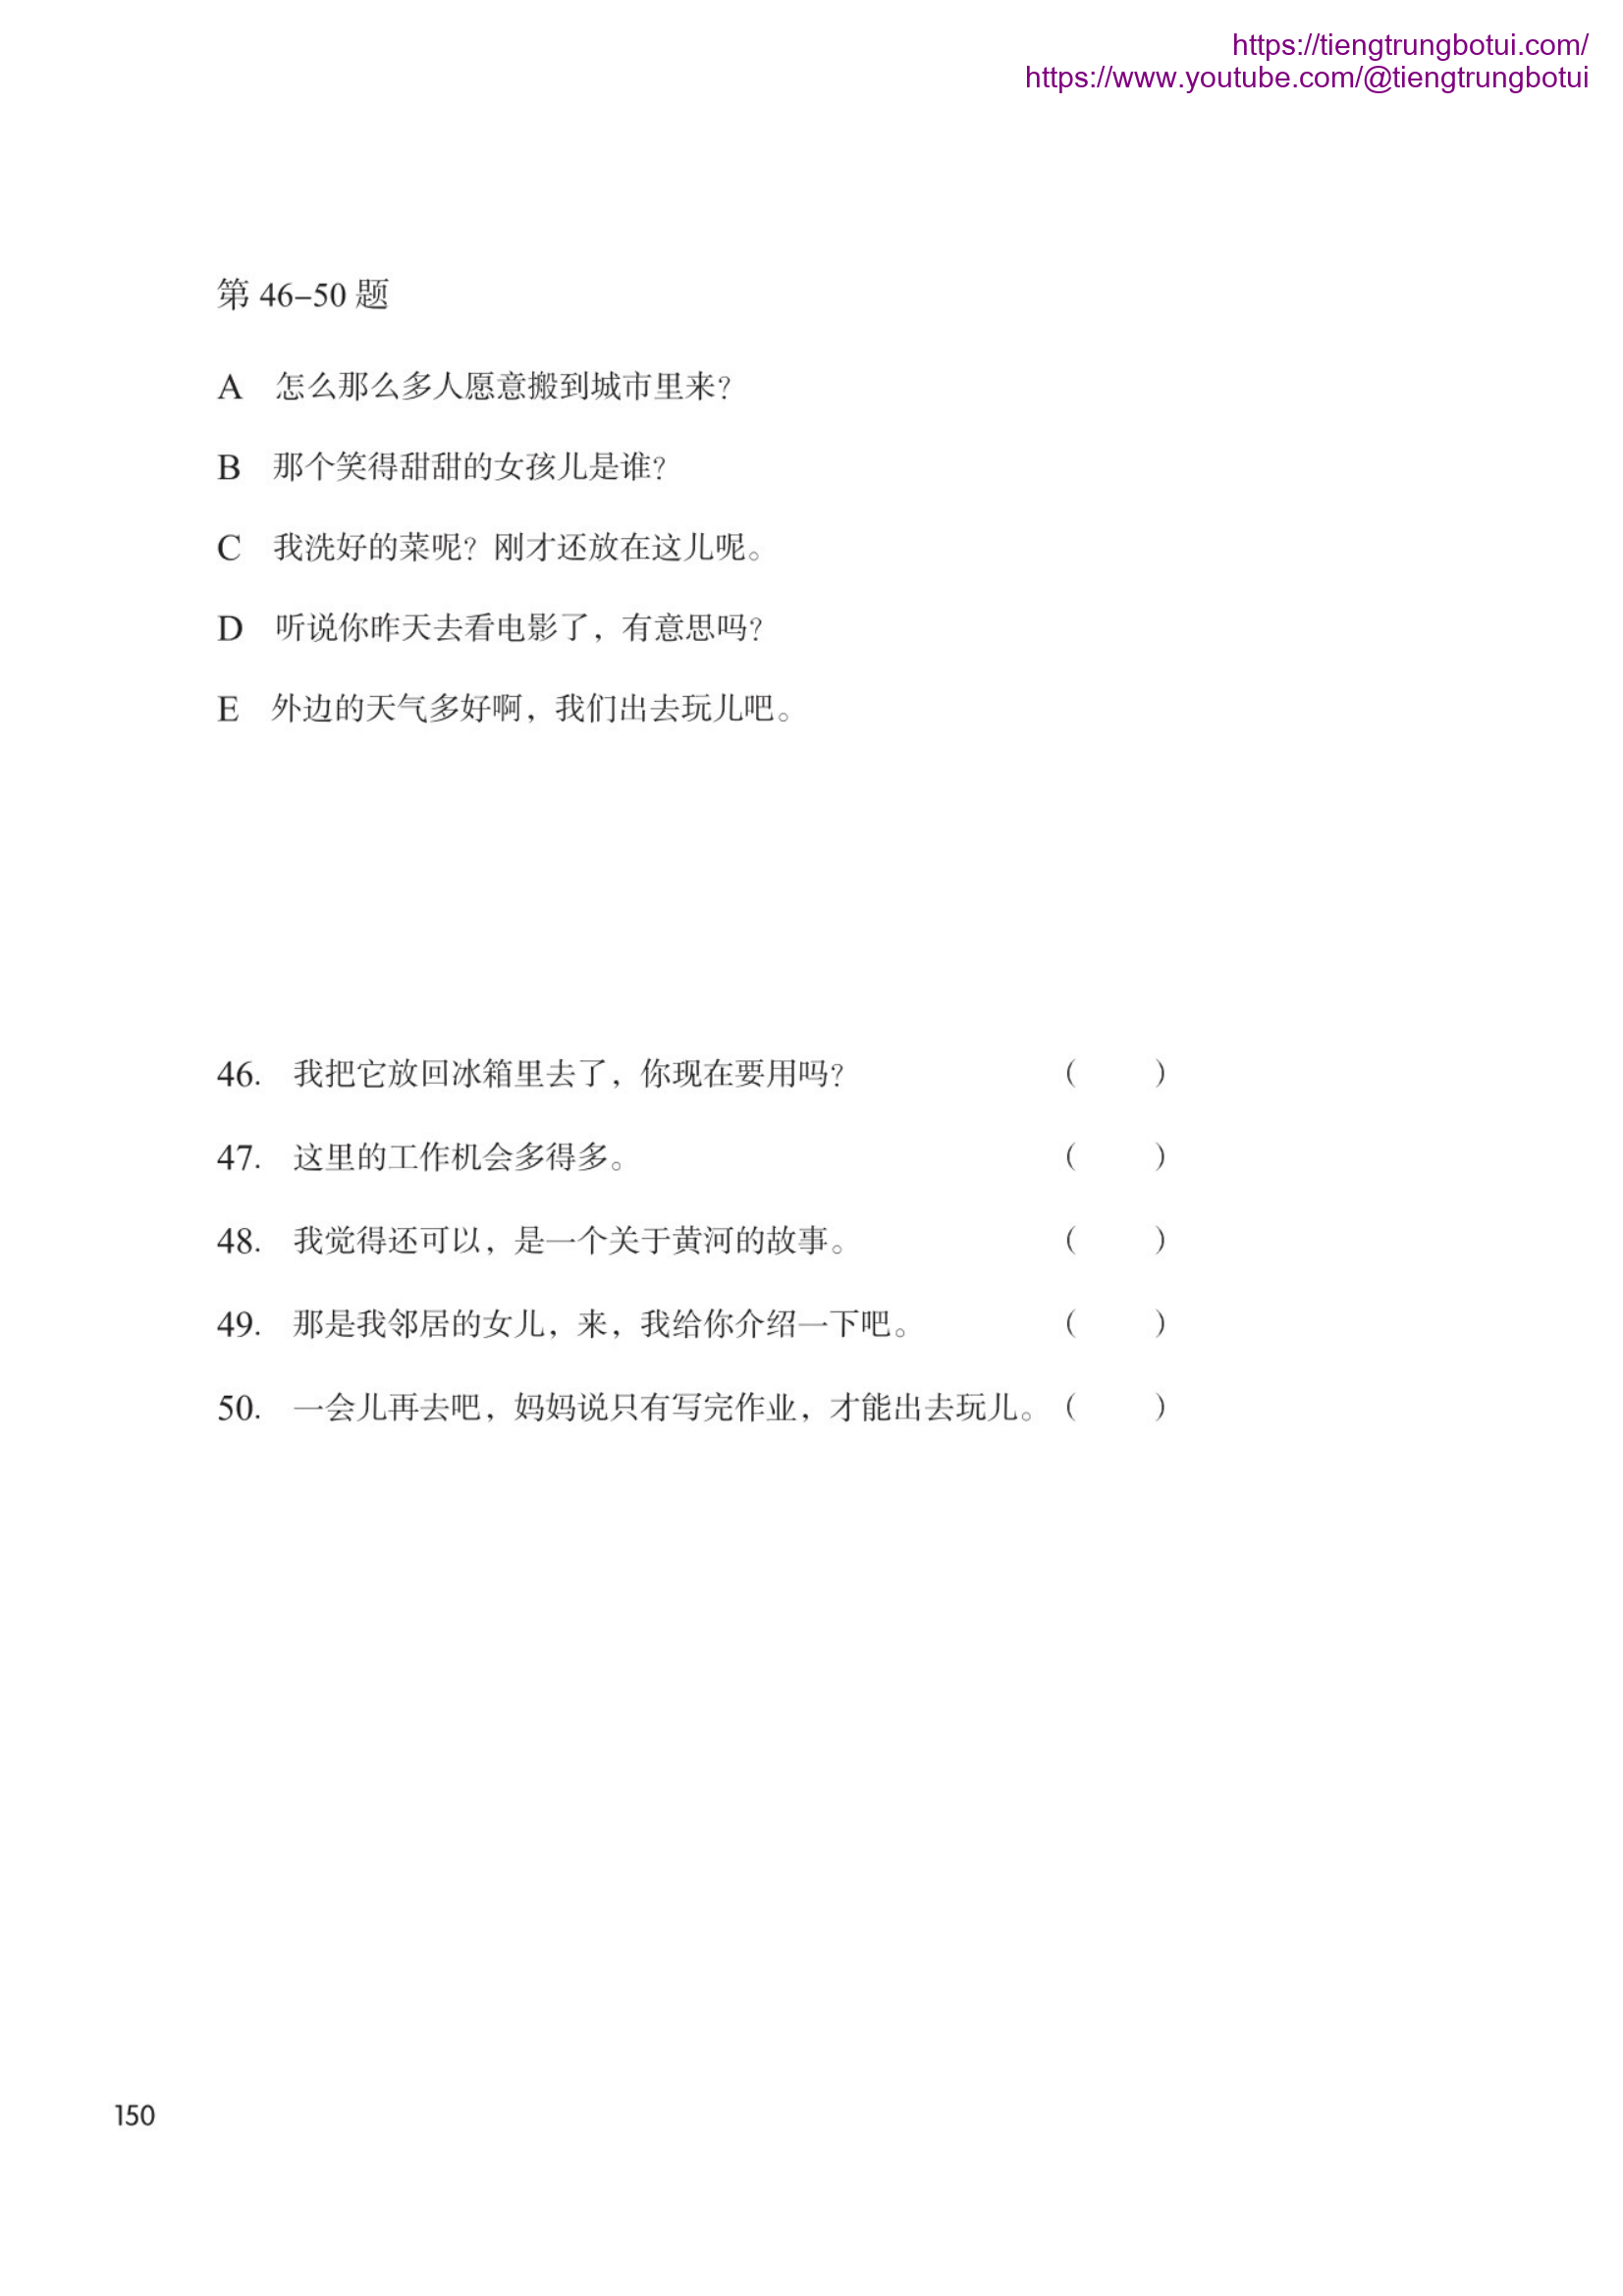 https://tiengtrungbotui.com/
https://www.youtube.com/@tiengtrungbotui
第 46–50 题
A 怎么那么多人愿意搬到城市里来？
B 那个笑得甜甜的女孩儿是谁？
C 我洗好的菜呢？刚才还放在这儿呢。
D 听说你昨天去看电影了，有意思吗？
E 外边的天气多好啊，我们出去玩儿吧。
46. 我把它放回冰箱里去了，你现在要用吗？ （ ）
47. 这里的工作机会多得多。 （ ）
48. 我觉得还可以，是一个关于黄河的故事。 （ ）
49. 那是我邻居的女儿，来，我给你介绍一下吧。 （ ）
50. 一会儿再去吧，妈妈说只有写完作业，才能出去玩儿。（ ）
150